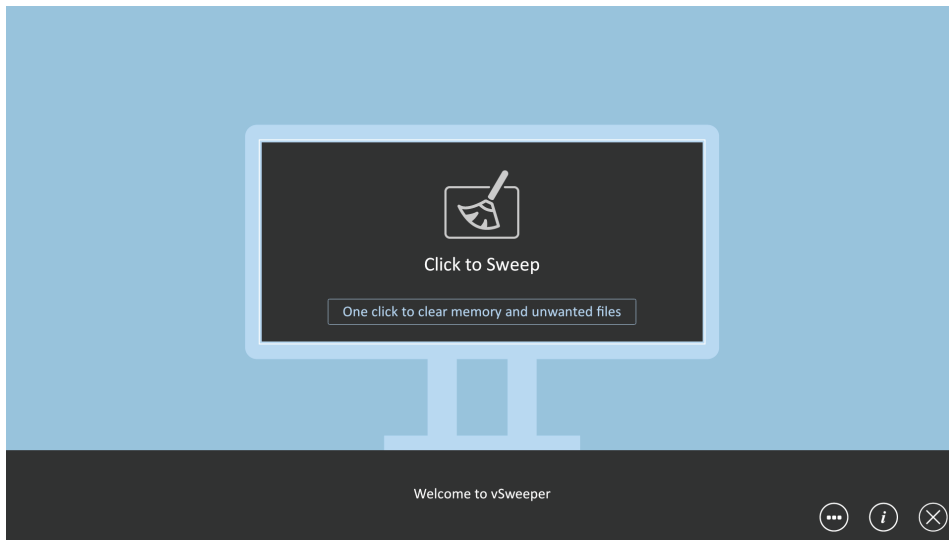 Click to Sweep
One click to clear memory and unwanted files
Welcome to vSweeper
i